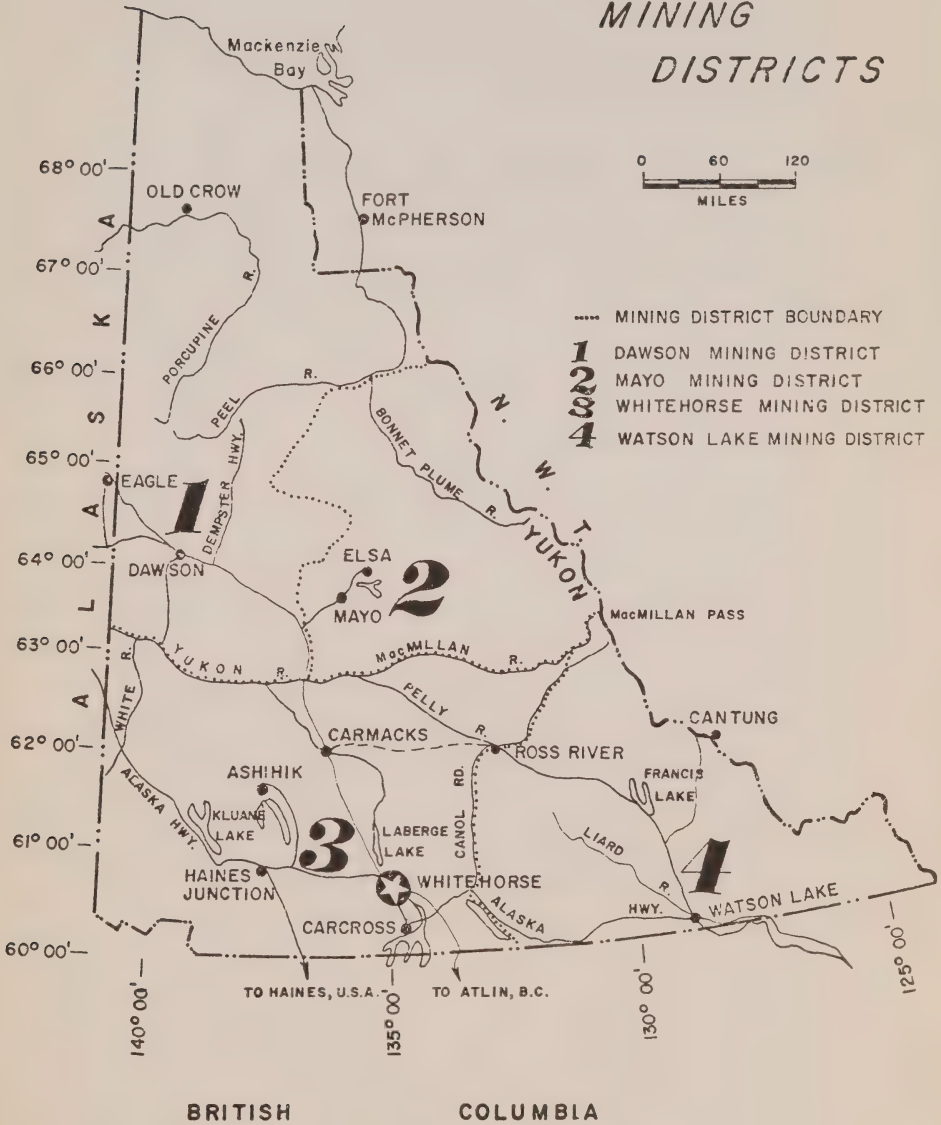 MINING
DISTRICTS
Mackenzie
Bay
0 60 120
MILES
68° 00'
OLD CROW
FORT
McPHERSON
67° 00'
PORCUPINE R.
MINING DISTRICT BOUNDARY
1 DAWSON MINING DISTRICT
2 MAYO MINING DISTRICT
3 WHITEHORSE MINING DISTRICT
4 WATSON LAKE MINING DISTRICT
66° 00'
PEEL R.
BONNET PLUME R.
DEMPSTER HWY.
N. W. T.
YUKON
ALASKA
65° 00'
EAGLE
1
64° 00'
DAWSON
ELSA
MAYO
2
MacMILLAN PASS
63° 00'
YUKON R.
MacMILLAN R.
WHITE R.
PELLY R.
CANTUNG
62° 00'
CARMACKS
ROSS RIVER
ASHIHIK
FRANCIS
LAKE
ALASKA HWY.
KLUANE
LAKE
3
LABERGE
LAKE
CANOL RD.
LIARD R.
4
61° 00'
HAINES
JUNCTION
WHITEHORSE
ALASKA HWY.
WATSON LAKE
CARCROSS
60° 00'
TO HAINES, U.S.A.
TO ATLIN, B.C.
140° 00'
135° 00'
130° 00'
125° 00'
BRITISH COLUMBIA